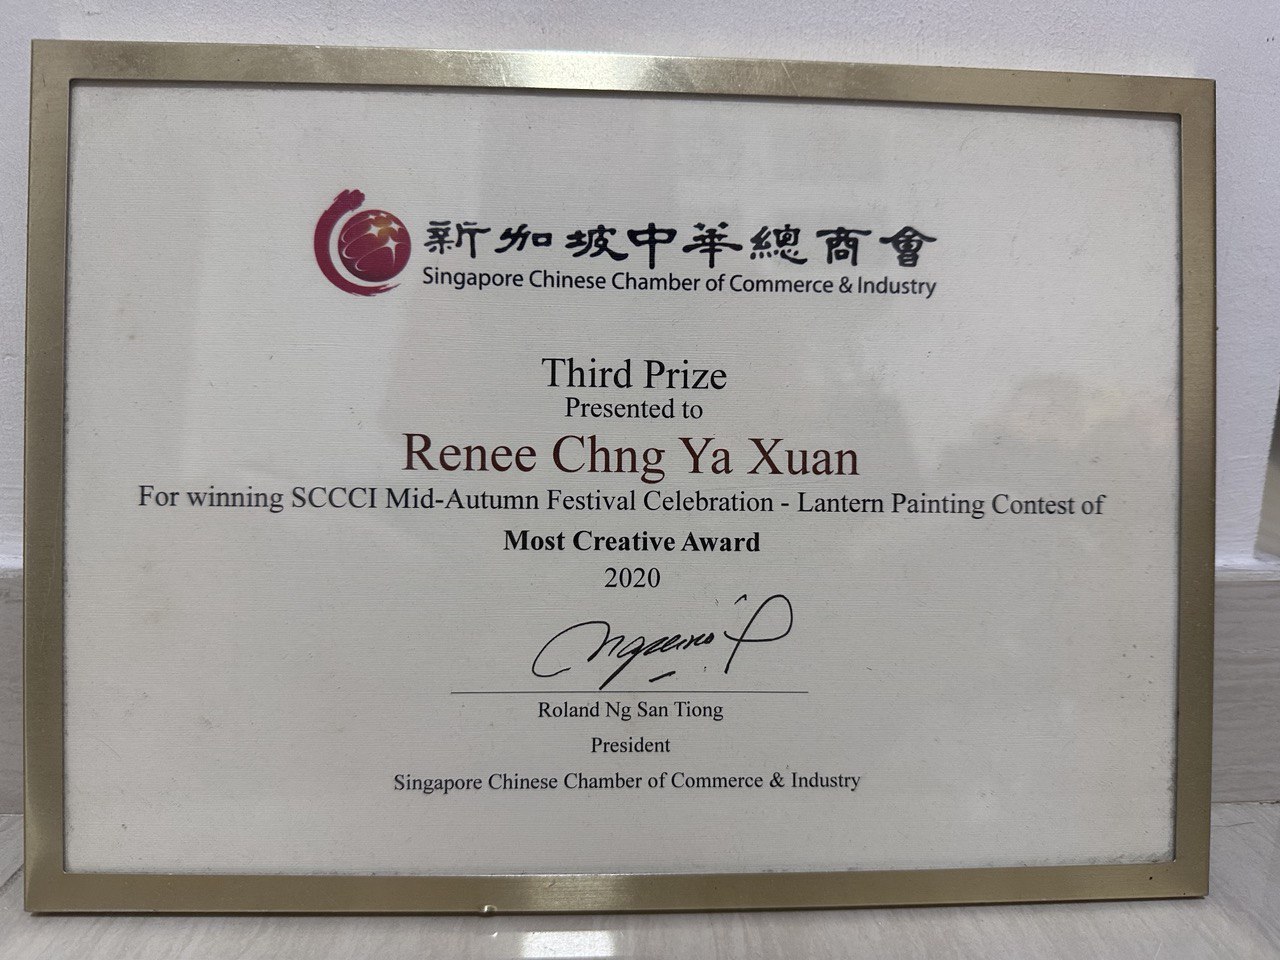 新加坡中華總商會
Singapore Chinese Chamber of Commerce & Industry
Third Prize
Presented to
Renee Chng Ya Xuan
For winning SCCCI Mid-Autumn Festival Celebration - Lantern Painting Contest of
Most Creative Award
2020
Roland Ng San Tiong
President
Singapore Chinese Chamber of Commerce & Industry